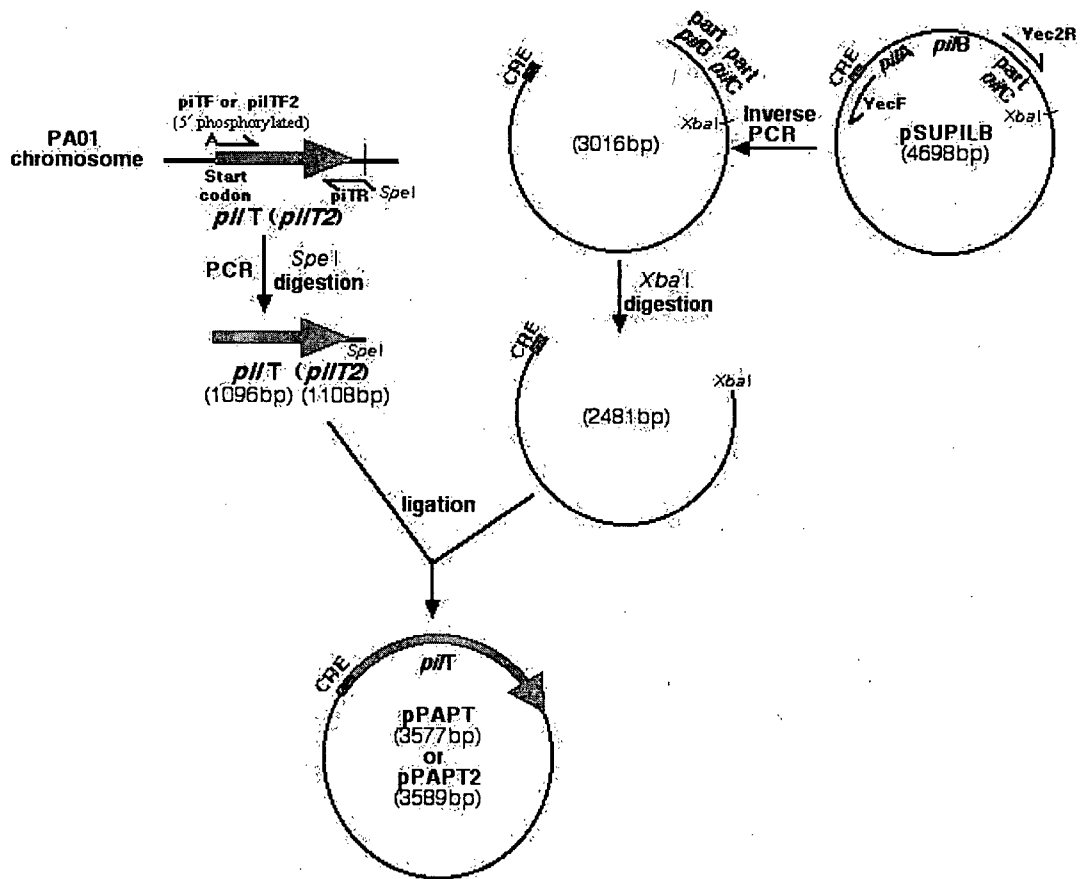 piTF or pilTF2
(5′ phosphorylated)
A
PA01
chromosome
Start
codon
piTR
SpeI
pilT (pilT2)
PCR
SpeI
digestion
SpeI
pilT (pilT2)
(1096bp) (1108bp)
CRE
part
pilB
part
pilC
XbaI
(3016bp)
Inverse
PCR
CRE
pilA
pilB
part
pilC
Yec2R
YecF
XbaI
pSUPILB
(4698bp)
XbaI
digestion
CRE
XbaI
(2481bp)
ligation
CRE
pilT
pPAPT
(3577bp)
or
pPAPT2
(3589bp)